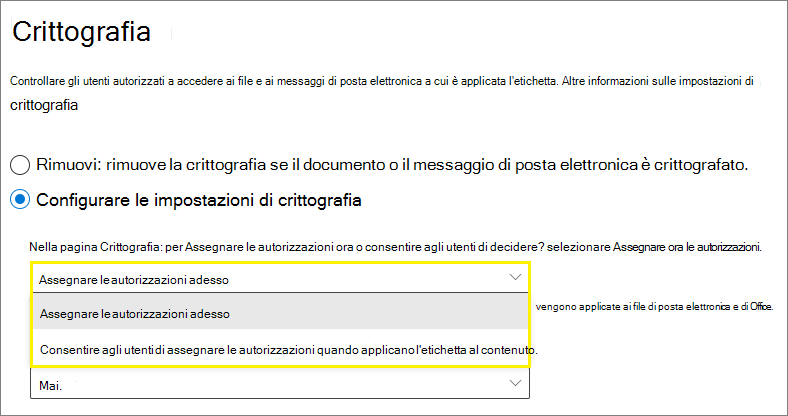 Crittografia
Controllare gli utenti autorizzati a accedere ai file e ai messaggi di posta elettronica a cui è applicata l'etichetta. Altre informazioni sulle impostazioni di
crittografia
Rimuovi: rimuove la crittografia se il documento o il messaggio di posta elettronica è crittografato.
Configurare le impostazioni di crittografia
Nella pagina Crittografia: per Assegnare le autorizzazioni ora o consentire agli utenti di decidere? selezionare Assegnare ora le autorizzazioni.
Assegnare le autorizzazioni adesso
Assegnare le autorizzazioni adesso
vengono applicate ai file di posta elettronica e di Office.
Consentire agli utenti di assegnare le autorizzazioni quando applicano l'etichetta al contenuto.
Mai.